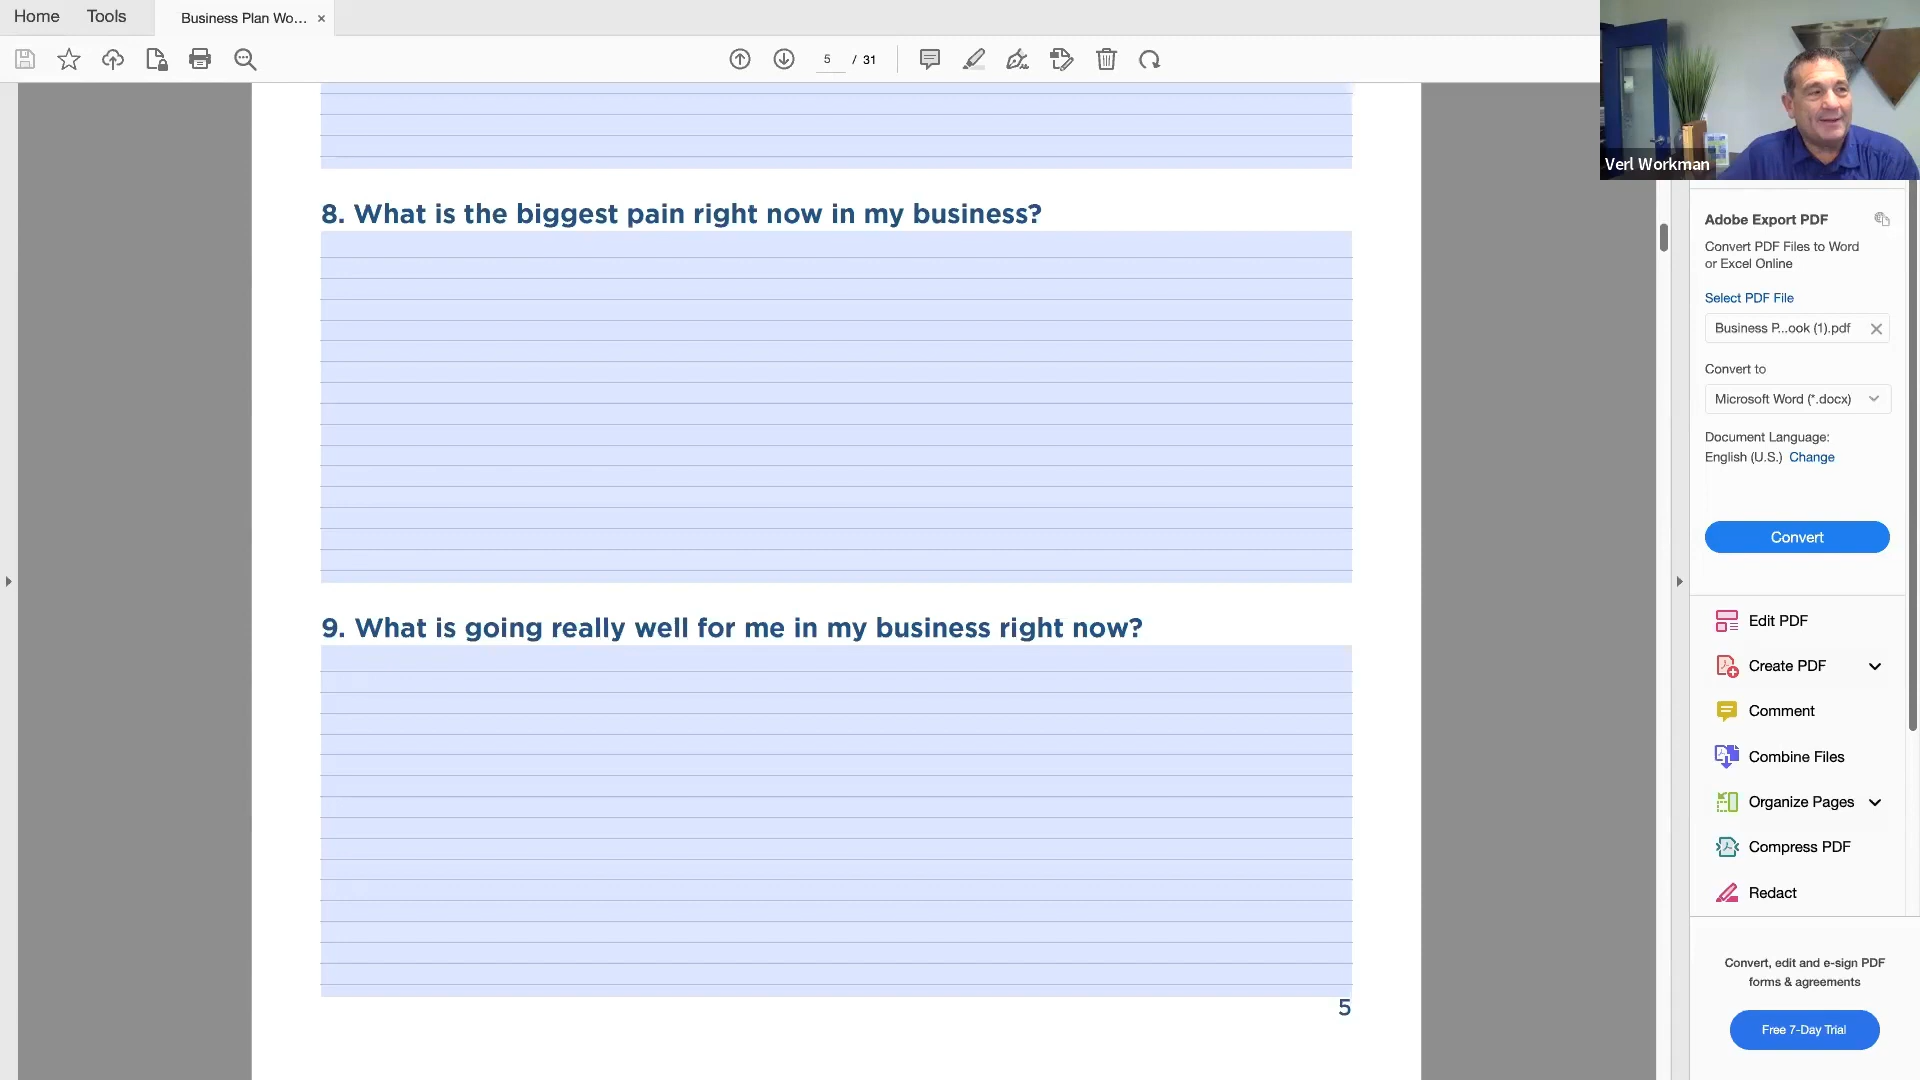 Home
Tools
Business Plan Wo... ×
5 / 31
Verl Workman
8. What is the biggest pain right now in my business?
9. What is going really well for me in my business right now?
5
Adobe Export PDF
Convert PDF Files to Word
or Excel Online
Select PDF File
Business P...ook (1).pdf
Convert to
Microsoft Word (*.docx)
Document Language:
English (U.S.) Change
Convert
Edit PDF
Create PDF
Comment
Combine Files
Organize Pages
Compress PDF
Redact
Convert, edit and e-sign PDF
forms & agreements
Free 7-Day Trial